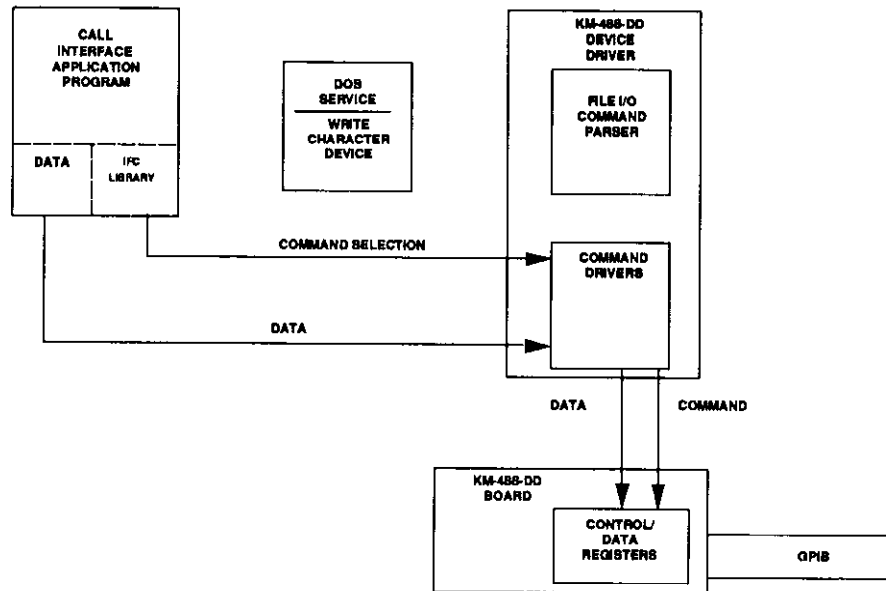 CALL
INTERFACE
APPLICATION
PROGRAM
DATA
IFC
LIBRARY
DOS
SERVICE
WRITE
CHARACTER
DEVICE
KM-488-DD
DEVICE
DRIVER
FILE I/O
COMMAND
PARSER
COMMAND SELECTION
COMMAND
DRIVERS
DATA
DATA
COMMAND
KM-488-DD
BOARD
CONTROL/
DATA
REGISTERS
GPIB